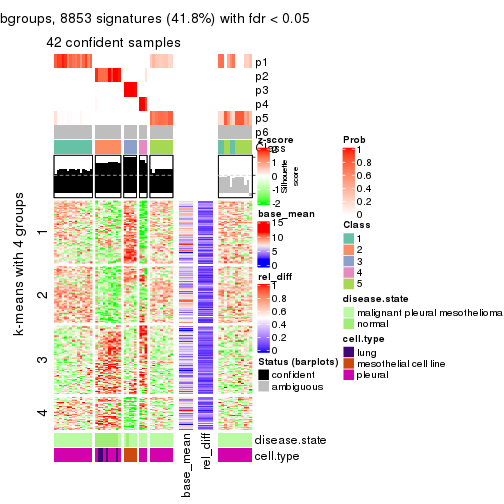 bgroups, 8853 signatures (41.8%) with fdr < 0.05
42 confident samples
p1
p2
p3
p4
p5
p6
Class
Silhouette
score
k-means with 4 groups
1
2
3
4
base_mean
rel_diff
disease.state
cell.type
z-score
-2
base_mean
15
10
5
0
rel_diff
1
0.8
0.6
0.4
0.2
0
Status (barplots)
confident
ambiguous
Prob
1
0.8
0.6
0.4
0.2
0
Class
1
2
3
4
5
disease.state
malignant pleural mesothelioma
normal
cell.type
lung
mesothelial cell line
pleural